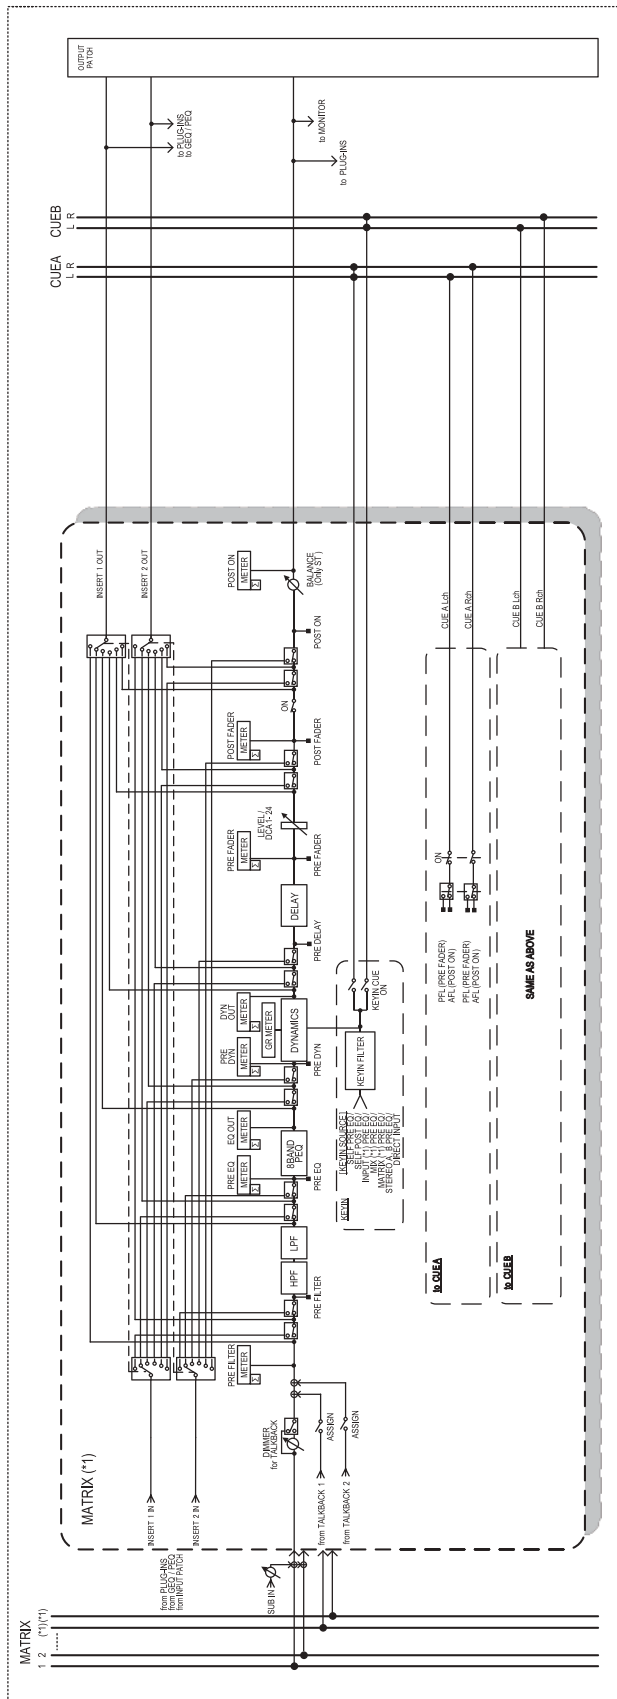 MATRIX
1 2 (*1)(*1)
SUB IN
MATRIX (*1)
from PLUG-INS
from GEQ / PEQ
from INPUT PATCH
INSERT 1 IN
INSERT 2 IN
DIMMER
for TALKBACK
from TALKBACK 1
from TALKBACK 2
ASSIGN
ASSIGN
PRE FILTER
METER
Σ
PRE FILTER
HPF
LPF
PRE EQ
METER
Σ
PRE EQ
8BAND
PEQ
EQ OUT
METER
Σ
PRE
DYN
METER
Σ
PRE DYN
GR METER
DYNAMICS
DYN
OUT
METER
Σ
PRE DELAY
DELAY
PRE FADER
METER
Σ
PRE FADER
LEVEL /
DCA 1- 24
POST FADER
METER
Σ
POST FADER
ON
POST ON
POST ON
METER
Σ
BALANCE
(Only ST )
INSERT 1 OUT
INSERT 2 OUT
KEYIN
[KEYIN SOURCE]
SELF PRE EQ/
SELF POST EQ/
INPUT (*1) PRE EQ/
MIX (*1) PRE EQ/
MATRIX (*1) PRE EQ/
STEREO A, B PRE EQ/
DIRECT INPUT
KEYIN FILTER
KEYIN CUE
ON
to CUEA
PFL (PRE FADER)
AFL (POST ON)
PFL (PRE FADER)
AFL (POST ON)
ON
CUE A Lch
CUE A Rch
to CUEB
SAME AS ABOVE
CUE B Lch
CUE B Rch
CUEA
L R
CUEB
L R
to PLUG-INS
to GEQ / PEQ
to MONITOR
to PLUG-INS
OUTPUT
PATCH